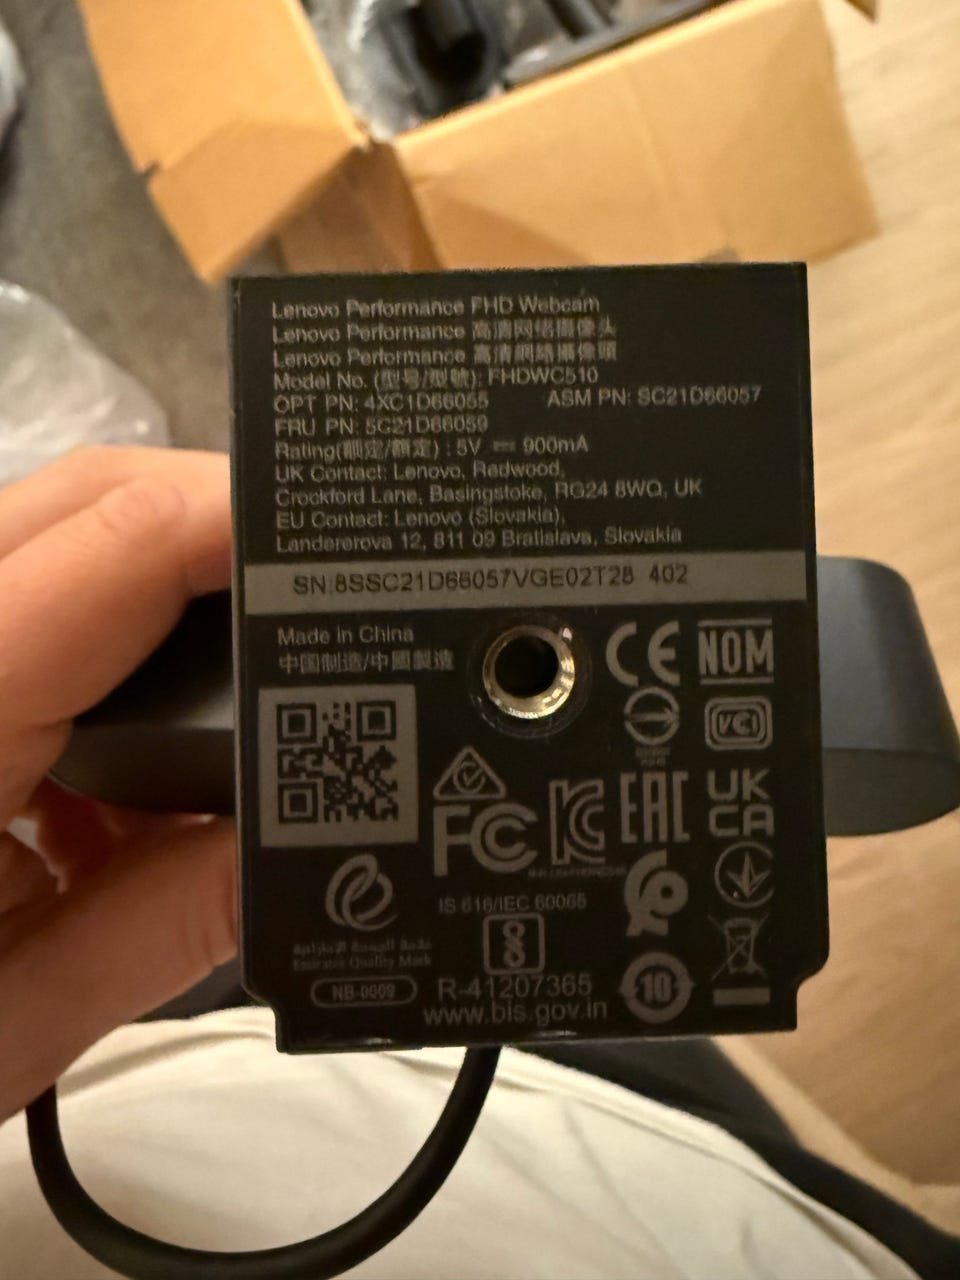 Lenovo Performance FHD Webcam
Lenovo Performance 高清网络摄像头
Lenovo Performance 高清網路攝像頭
Model No. (型号/型號): FHDWC510
OPT PN: 4XC1D66055 ASM PN: SC21D66057
FRU PN: 5C21D66059
Rating(额定/額定) : 5V ⎓ 900mA
UK Contact: Lenovo, Redwood,
Crockford Lane, Basingstoke, RG24 8WQ, UK
EU Contact: Lenovo (Slovakia),
Landererova 12, 811 09 Bratislava, Slovakia
SN:8SSC21D66057VGE02T28 402
Made in China
中国制造/中國製造
CE
NOM
VCI
FC
KC
EAC
UK
CA
IS 616/IEC 60065
Emirates Quality Mark
NB-0009
R-41207365
www.bis.gov.in
10